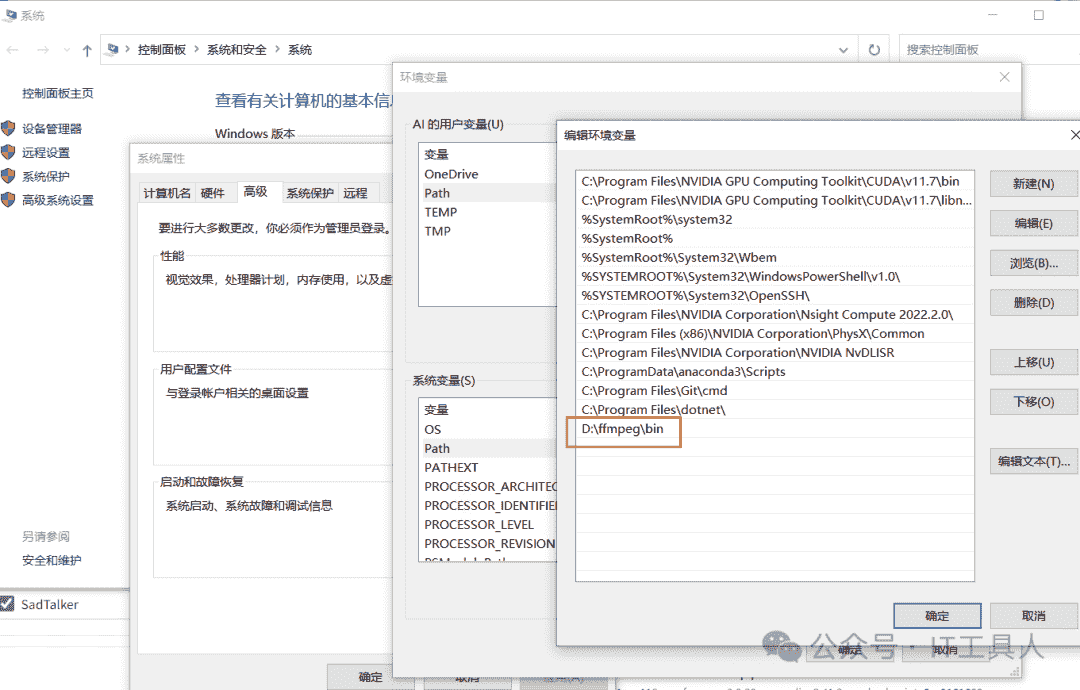 系统
控制面板 系统和安全 系统
搜索控制面板
控制面板主页
设备管理器
远程设置
系统保护
高级系统设置
另请参阅
安全和维护
SadTalker
查看有关计算机的基本信息
Windows 版本
系统属性
计算机名 硬件 高级 系统保护 远程
要进行大多数更改，你必须作为管理员登录。
性能
视觉效果，处理器计划，内存使用，以及虚
用户配置文件
与登录帐户相关的桌面设置
启动和故障恢复
系统启动、系统故障和调试信息
确定 取消 应用(A)
环境变量
AI 的用户变量(U)
变量
OneDrive
Path
TEMP
TMP
系统变量(S)
变量
OS
Path
PATHEXT
PROCESSOR_ARCHITEC
PROCESSOR_IDENTIFIE
PROCESSOR_LEVEL
PROCESSOR_REVISION
确定 取消
编辑环境变量
C:\Program Files\NVIDIA GPU Computing Toolkit\CUDA\v11.7\bin
C:\Program Files\NVIDIA GPU Computing Toolkit\CUDA\v11.7\libn...
%SystemRoot%\system32
%SystemRoot%
%SystemRoot%\System32\Wbem
%SYSTEMROOT%\System32\WindowsPowerShell\v1.0\
%SYSTEMROOT%\System32\OpenSSH\
C:\Program Files\NVIDIA Corporation\Nsight Compute 2022.2.0\
C:\Program Files (x86)\NVIDIA Corporation\PhysX\Common
C:\Program Files\NVIDIA Corporation\NVIDIA NvDLISR
C:\ProgramData\anaconda3\Scripts
C:\Program Files\Git\cmd
C:\Program Files\dotnet\
D:\ffmpeg\bin
新建(N)
编辑(E)
浏览(B)...
删除(D)
上移(U)
下移(O)
编辑文本(T)...
确定 取消
公众号 · IT工具人